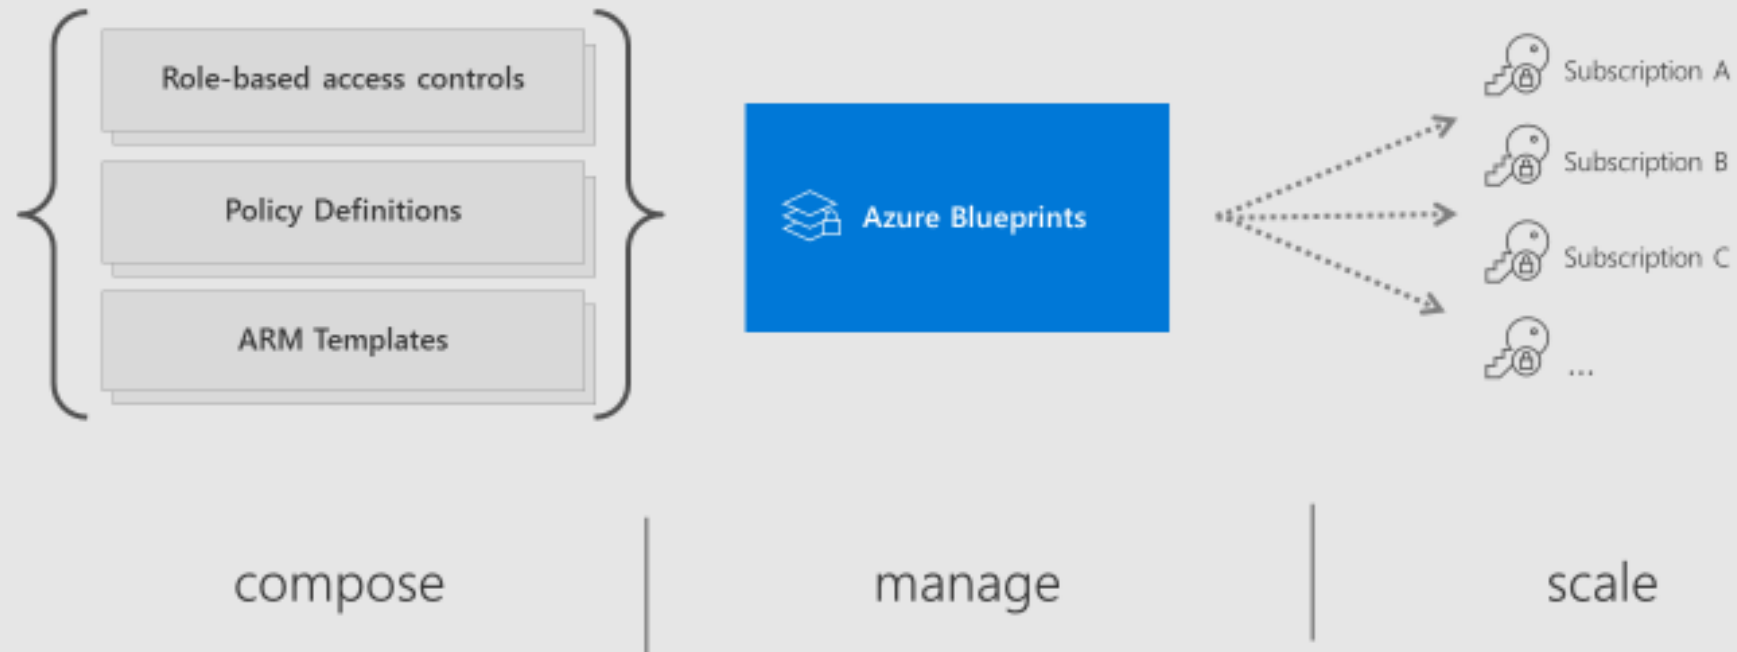 Role-based access controls
Policy Definitions
ARM Templates
Azure Blueprints
Subscription A
Subscription B
Subscription C
...
compose
manage
scale